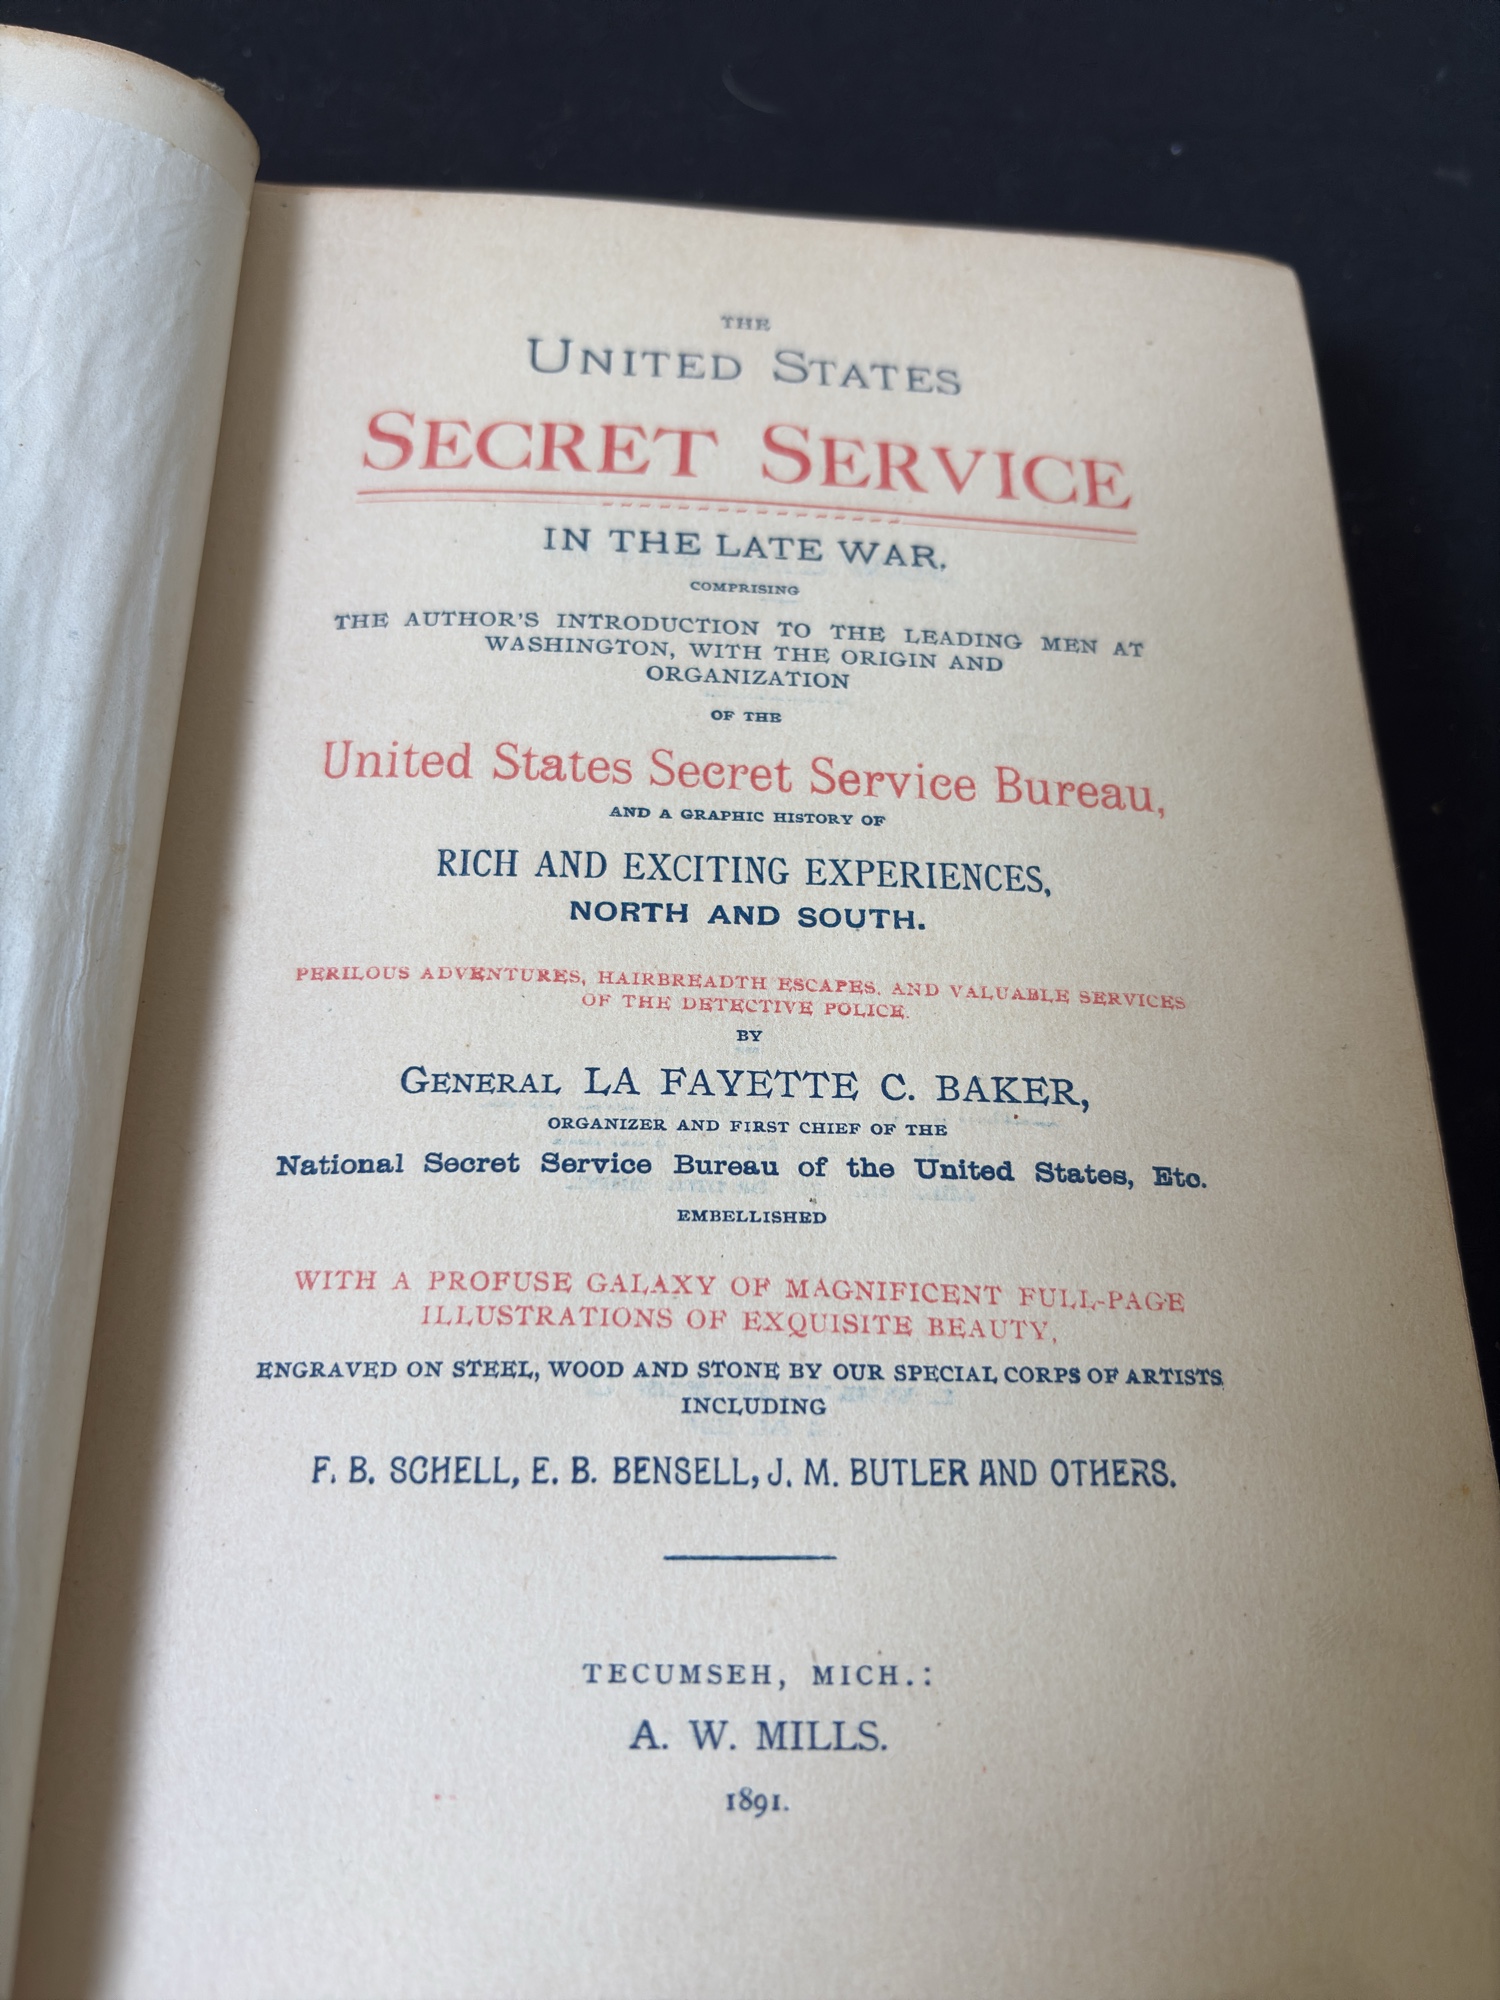 THE
UNITED STATES
SECRET SERVICE
IN THE LATE WAR,
COMPRISING
THE AUTHOR'S INTRODUCTION TO THE LEADING MEN AT
WASHINGTON, WITH THE ORIGIN AND
ORGANIZATION
OF THE
United States Secret Service Bureau,
AND A GRAPHIC HISTORY OF
RICH AND EXCITING EXPERIENCES,
NORTH AND SOUTH.
PERILOUS ADVENTURES, HAIRBREADTH ESCAPES, AND VALUABLE SERVICES
OF THE DETECTIVE POLICE.
BY
GENERAL LA FAYETTE C. BAKER,
ORGANIZER AND FIRST CHIEF OF THE
National Secret Service Bureau of the United States, Etc.
EMBELLISHED
WITH A PROFUSE GALAXY OF MAGNIFICENT FULL-PAGE
ILLUSTRATIONS OF EXQUISITE BEAUTY,
ENGRAVED ON STEEL, WOOD AND STONE BY OUR SPECIAL CORPS OF ARTISTS
INCLUDING
F. B. SCHELL, E. B. BENSELL, J. M. BUTLER AND OTHERS.
TECUMSEH, MICH.:
A. W. MILLS.
1891.